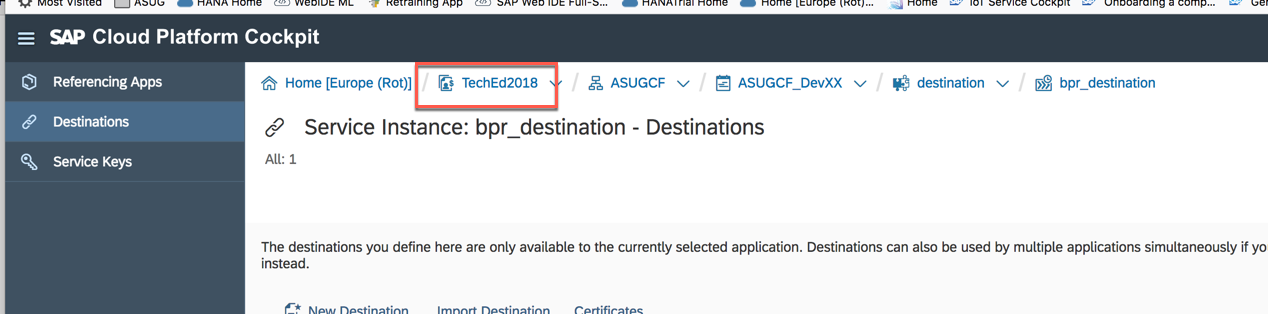 Most Visited ASUG HANA Home WebIDE ML Retraining App SAP Web IDE Full-S... HANATrial Home Home [Europe (Rot)... Home IoT Service Cockpit Onboarding a comp...
SAP Cloud Platform Cockpit
Referencing Apps
Destinations
Service Keys
Home [Europe (Rot)] / TechEd2018 / ASUGCF / ASUGCF_DevXX / destination / bpr_destination
Service Instance: bpr_destination - Destinations
All: 1
The destinations you define here are only available to the currently selected application. Destinations can also be used by multiple applications simultaneously if yo
instead.
New Destination Import Destination Certificates